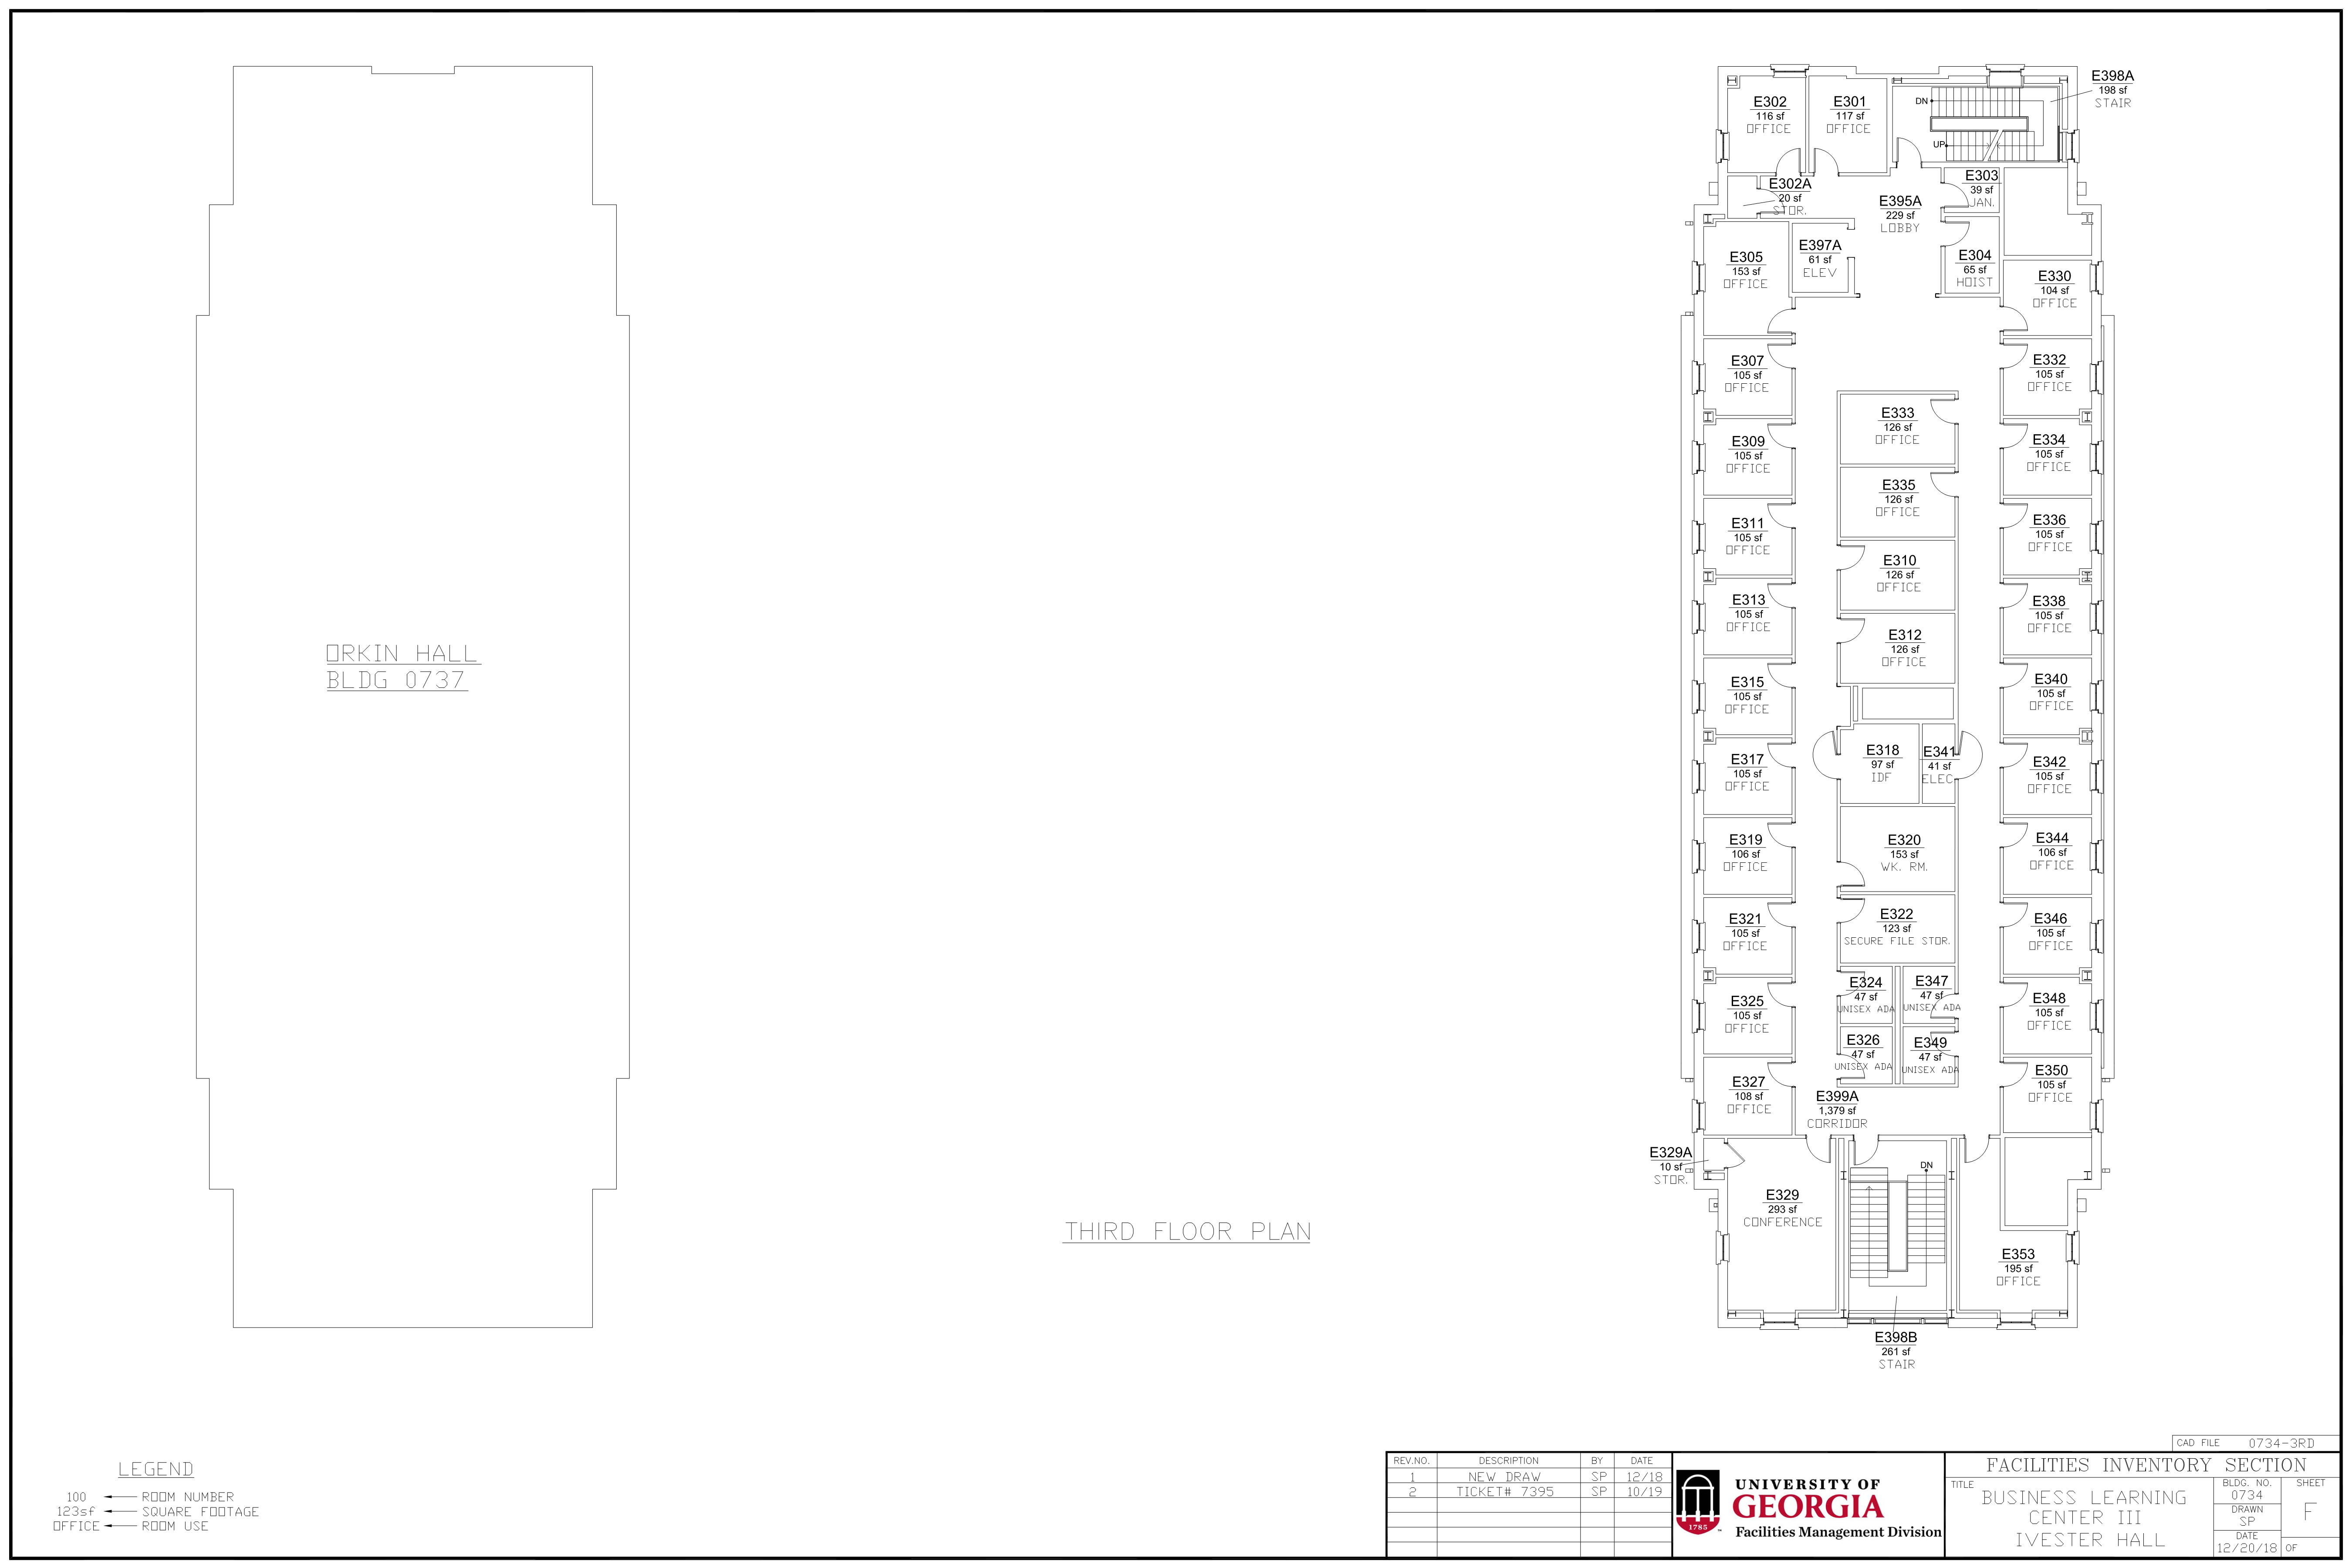 E398A
198 sf
STAIR
E302
116 sf
OFFICE
E301
117 sf
OFFICE
DN
UP
E302A
20 sf
STOR.
E303
39 sf
JAN.
E395A
229 sf
LOBBY
E397A
61 sf
ELEV
E304
65 sf
HOIST
E305
153 sf
OFFICE
E330
104 sf
OFFICE
E307
105 sf
OFFICE
E332
105 sf
OFFICE
E333
126 sf
OFFICE
E309
105 sf
OFFICE
E334
105 sf
OFFICE
E335
126 sf
OFFICE
E311
105 sf
OFFICE
E336
105 sf
OFFICE
E310
126 sf
OFFICE
E313
105 sf
OFFICE
E338
105 sf
OFFICE
E312
126 sf
OFFICE
E315
105 sf
OFFICE
E340
105 sf
OFFICE
E317
105 sf
OFFICE
E318
97 sf
IDF
E341
41 sf
ELEC
E342
105 sf
OFFICE
E319
106 sf
OFFICE
E320
153 sf
WK. RM.
E344
106 sf
OFFICE
E321
105 sf
OFFICE
E322
123 sf
SECURE FILE STOR.
E346
105 sf
OFFICE
E325
105 sf
OFFICE
E324
47 sf
UNISEX ADA
E347
47 sf
UNISEX ADA
E348
105 sf
OFFICE
E326
47 sf
UNISEX ADA
E349
47 sf
UNISEX ADA
E327
108 sf
OFFICE
E399A
1,379 sf
CORRIDOR
E350
105 sf
OFFICE
E329A
10 sf
STOR.
DN
E329
293 sf
CONFERENCE
E353
195 sf
OFFICE
E398B
261 sf
STAIR
ORKIN HALL
BLDG 0737
THIRD FLOOR PLAN
LEGEND
100 ROOM NUMBER
123sf SQUARE FOOTAGE
OFFICE ROOM USE
REV.NO. DESCRIPTION BY DATE
1 NEW DRAW SP 12/18
2 TICKET# 7395 SP 10/19
1785
UNIVERSITY OF
GEORGIA
Facilities Management Division
CAD FILE 0734-3RD
FACILITIES INVENTORY SECTION
TITLE
BUSINESS LEARNING
CENTER III
IVESTER HALL
BLDG. NO.
0734
DRAWN
SP
DATE
12/20/18
SHEET
F
OF